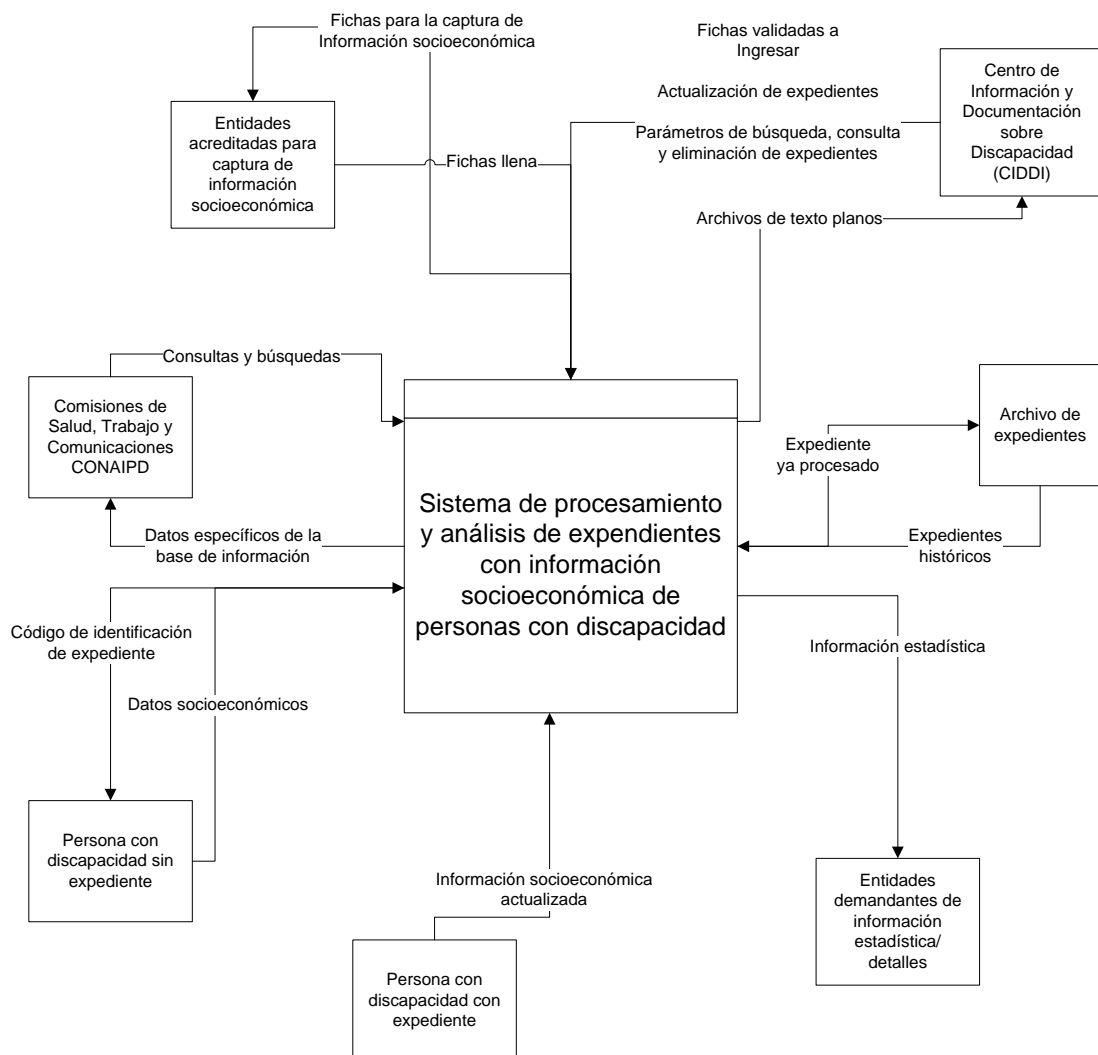 Fichas para la captura de
Información socioeconómica
Fichas validadas a
Ingresar
Actualización de expedientes
Parámetros de búsqueda, consulta
y eliminación de expedientes
Centro de
Información y
Documentación
sobre
Discapacidad
(CIDDI)
Entidades
acreditadas para
captura de
información
socioeconómica
Fichas llena
Archivos de texto planos
Consultas y búsquedas
Comisiones de
Salud, Trabajo y
Comunicaciones
CONAIPD
Archivo de
expedientes
Expediente
ya procesado
Sistema de procesamiento
y análisis de expendientes
con información
socioeconómica de
personas con discapacidad
Datos específicos de la
base de información
Expedientes
históricos
Código de identificación
de expediente
Información estadística
Datos socioeconómicos
Persona con
discapacidad sin
expediente
Información socioeconómica
actualizada
Entidades
demandantes de
información
estadística/
detalles
Persona con
discapacidad con
expediente